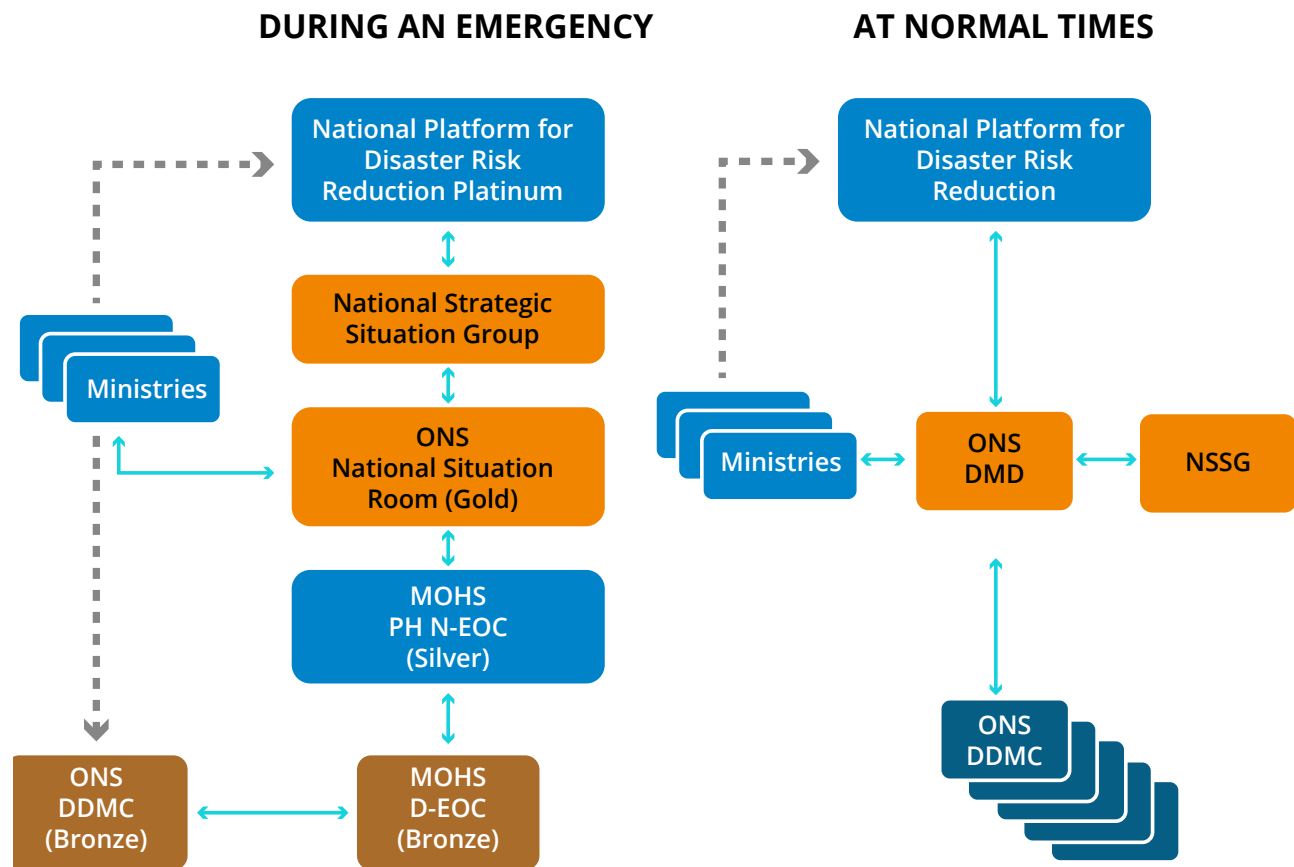 DURING AN EMERGENCY
National Platform for
Disaster Risk
Reduction Platinum
National Strategic
Situation Group
Ministries
ONS
National Situation
Room (Gold)
MOHS
PH N-EOC
(Silver)
ONS
DDMC
(Bronze)
MOHS
D-EOC
(Bronze)
AT NORMAL TIMES
National Platform for
Disaster Risk
Reduction
Ministries
ONS
DMD
NSSG
ONS
DDMC